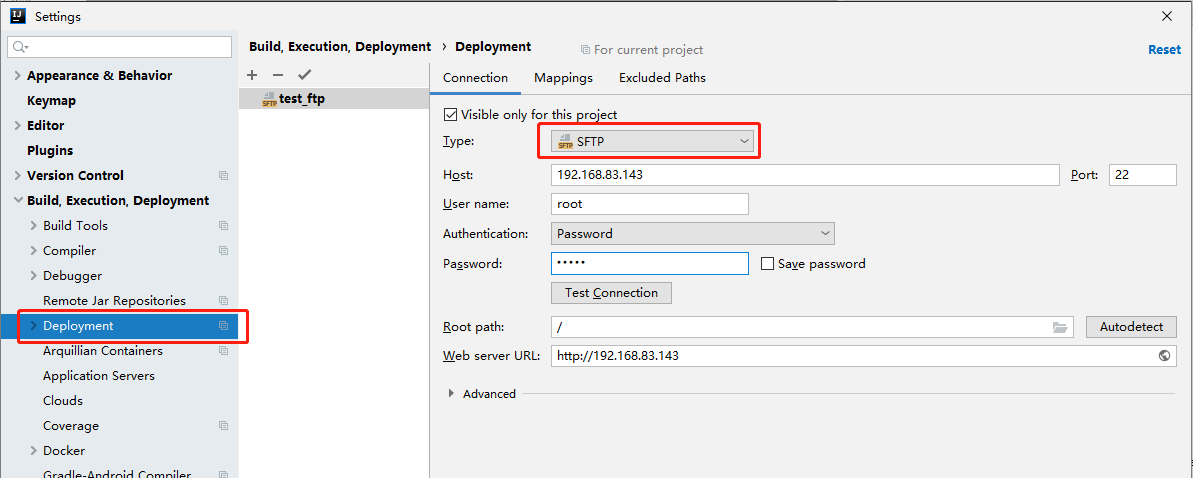 IJ Settings
Build, Execution, Deployment › Deployment For current project Reset
Appearance & Behavior
Keymap
Editor
Plugins
Version Control
Build, Execution, Deployment
Build Tools
Compiler
Debugger
Remote Jar Repositories
Deployment
Arquillian Containers
Application Servers
Clouds
Coverage
Docker
Gradle-Android Compiler
SFTP test_ftp
Connection Mappings Excluded Paths
Visible only for this project
Type: SFTP SFTP
Host: 192.168.83.143 Port: 22
User name: root
Authentication: Password
Password: ••••• Save password
Test Connection
Root path: / Autodetect
Web server URL: http://192.168.83.143
Advanced